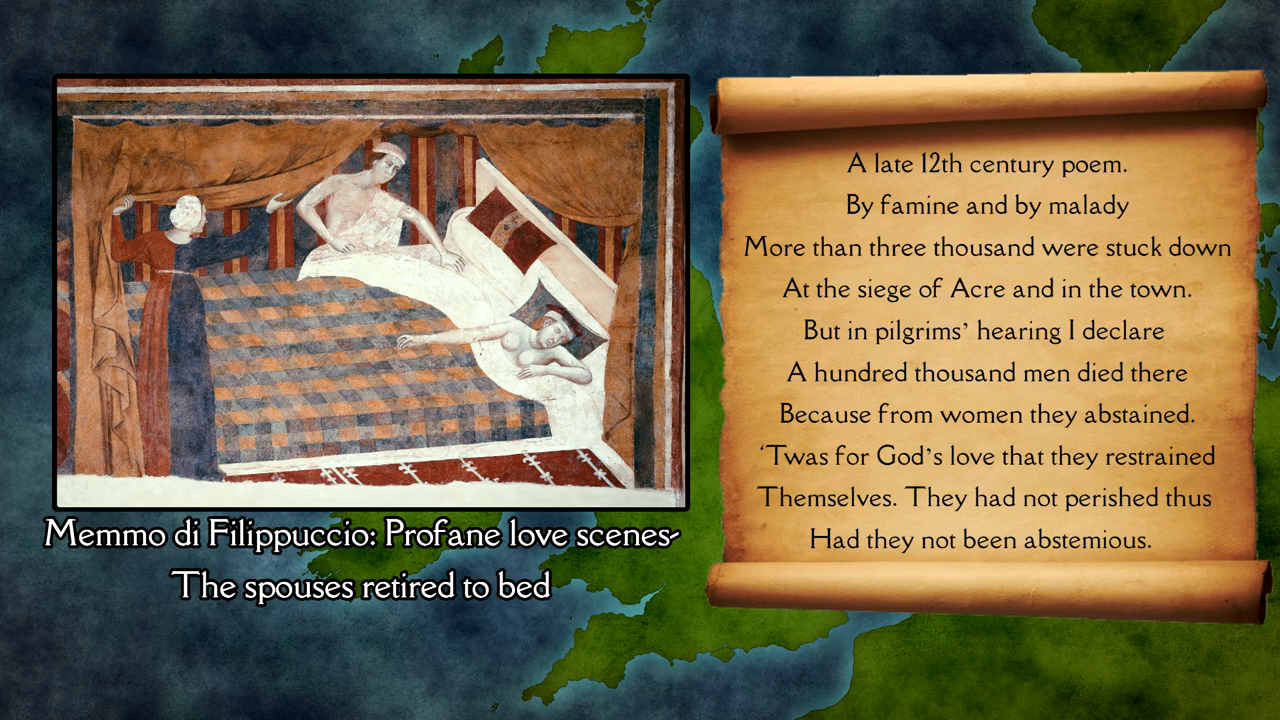 A late 12th century poem.
By famine and by malady
More than three thousand were stuck down
At the siege of Acre and in the town.
But in pilgrims’ hearing I declare
A hundred thousand men died there
Because from women they abstained.
‘Twas for God’s love that they restrained
Themselves. They had not perished thus
Had they not been abstemious.
Memmo di Filippuccio: Profane love scenes-
The spouses retired to bed